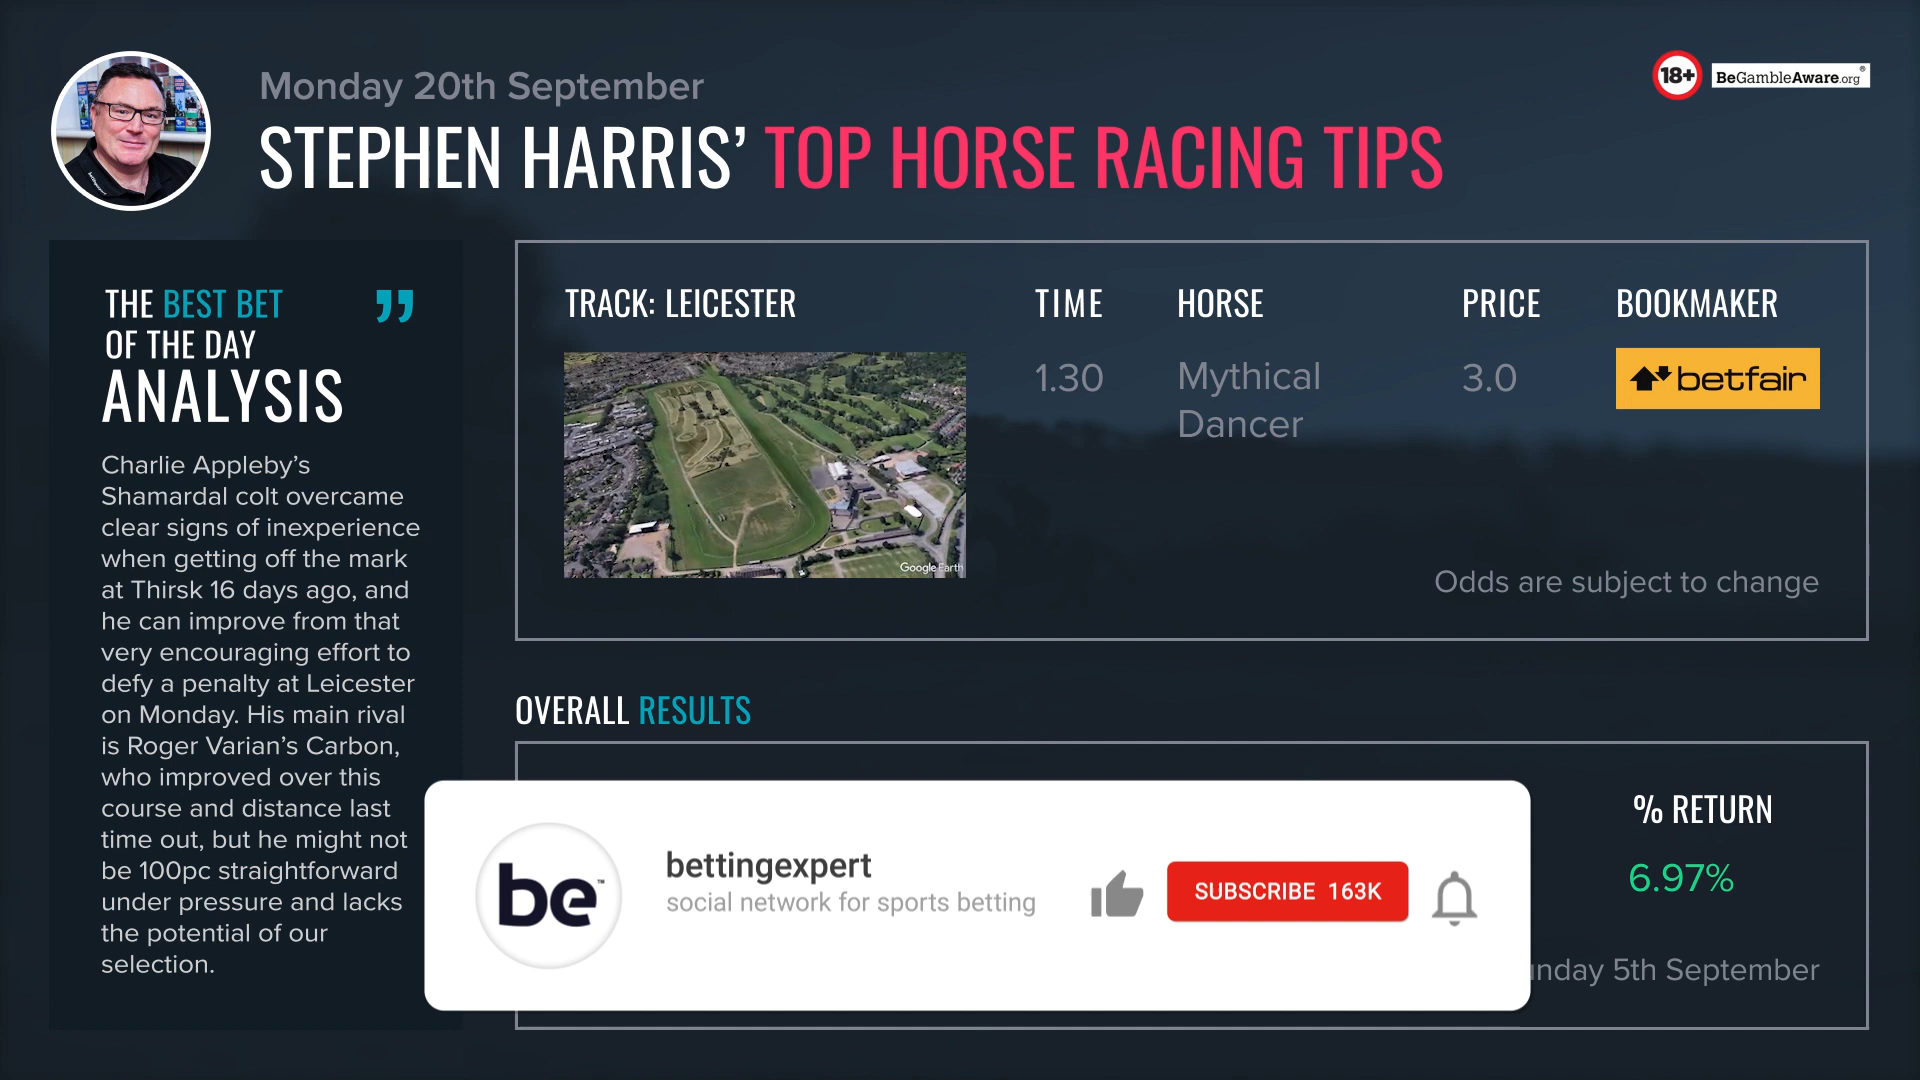 Monday 20th September
STEPHEN HARRIS’ TOP HORSE RACING TIPS
18+
BeGambleAware.org®
THE BEST BET
OF THE DAY
ANALYSIS
”
Charlie Appleby’s
Shamardal colt overcame
clear signs of inexperience
when getting off the mark
at Thirsk 16 days ago, and
he can improve from that
very encouraging effort to
defy a penalty at Leicester
on Monday. His main rival
is Roger Varian’s Carbon,
who improved over this
course and distance last
time out, but he might not
be 100pc straightforward
under pressure and lacks
the potential of our
selection.
TRACK: LEICESTER
Google Earth
TIME
1.30
HORSE
Mythical
Dancer
PRICE
3.0
BOOKMAKER
betfair
Odds are subject to change
OVERALL RESULTS
% RETURN
6.97%
5th September
be™
bettingexpert
social network for sports betting
SUBSCRIBE 163K